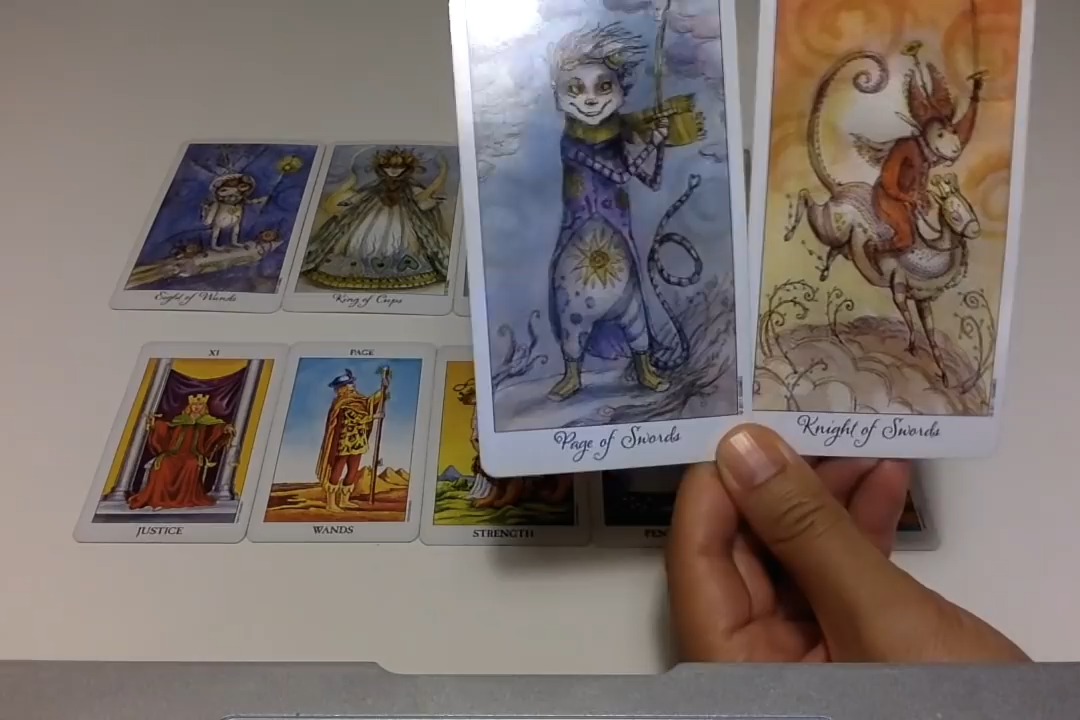 Eight of Wands
King of Cups
Page of Swords
Knight of Swords
XI
PAGE
JUSTICE
WANDS
STRENGTH